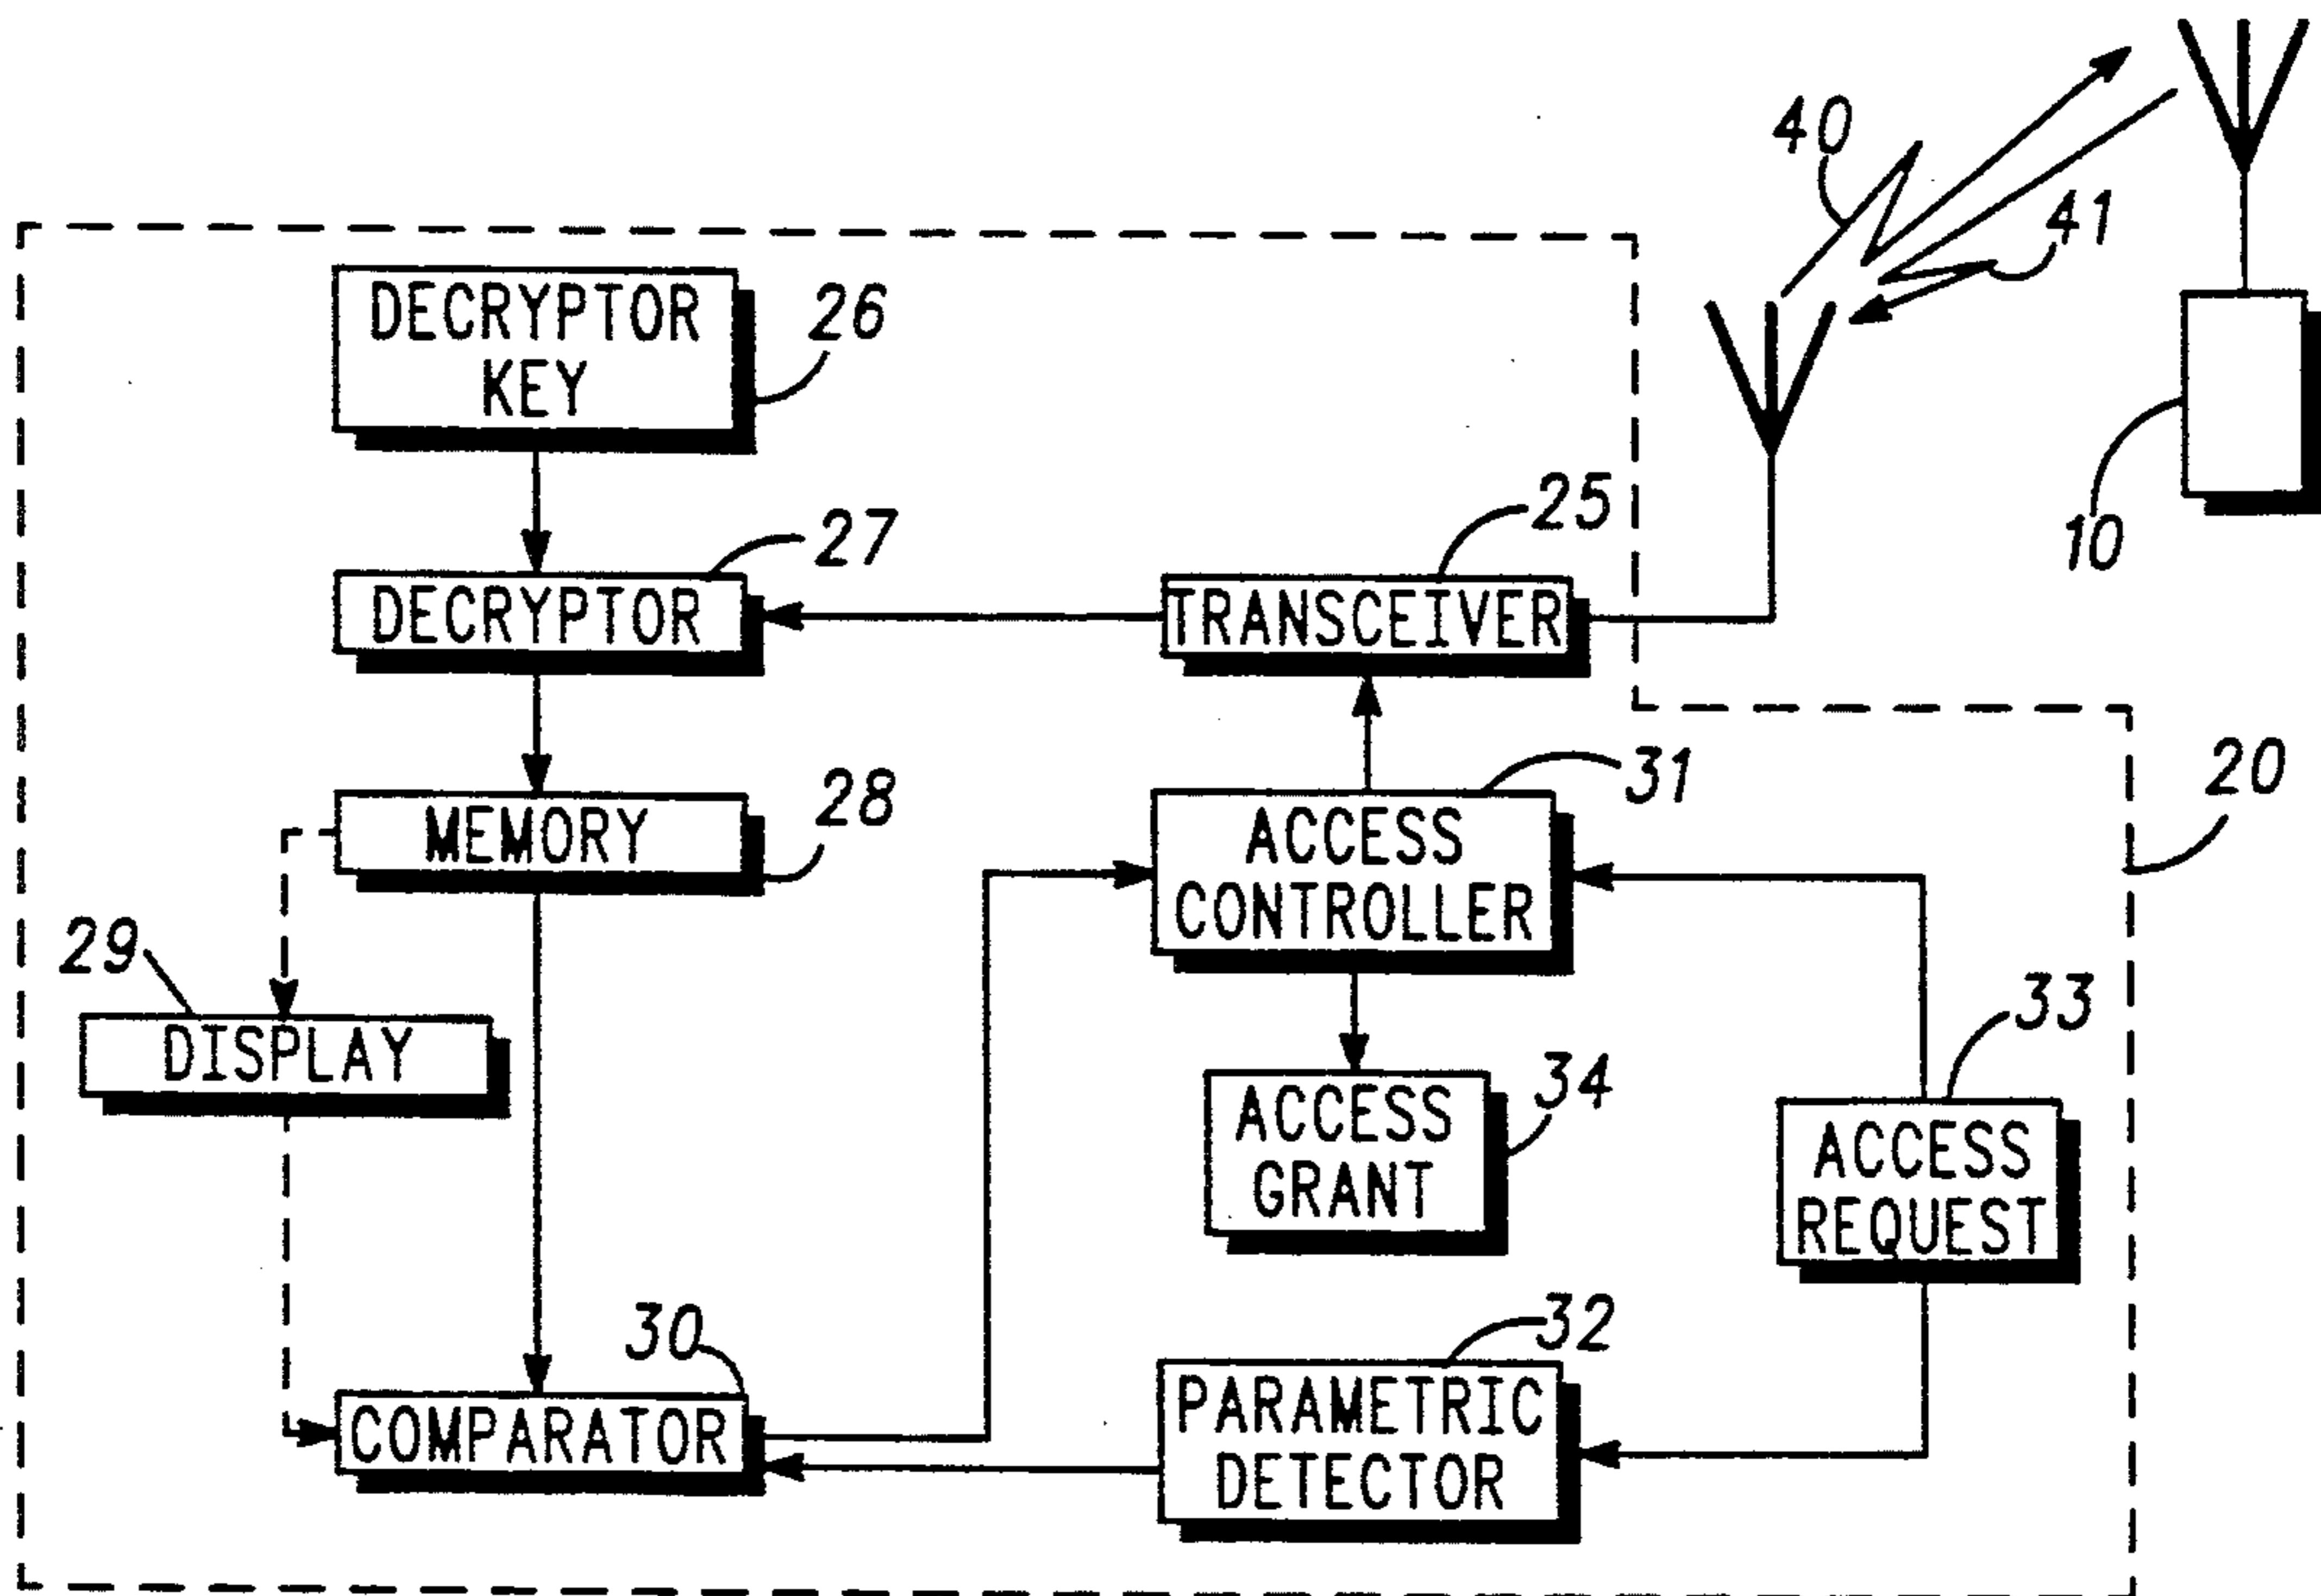 40
41
DECRYPTOR
KEY
26
10
27
25
DECRYPTOR
TRANSCEIVER
31
20
MEMORY
28
ACCESS
CONTROLLER
29
DISPLAY
33
34
ACCESS
GRANT
ACCESS
REQUEST
30
32
COMPARATOR
PARAMETRIC
DETECTOR